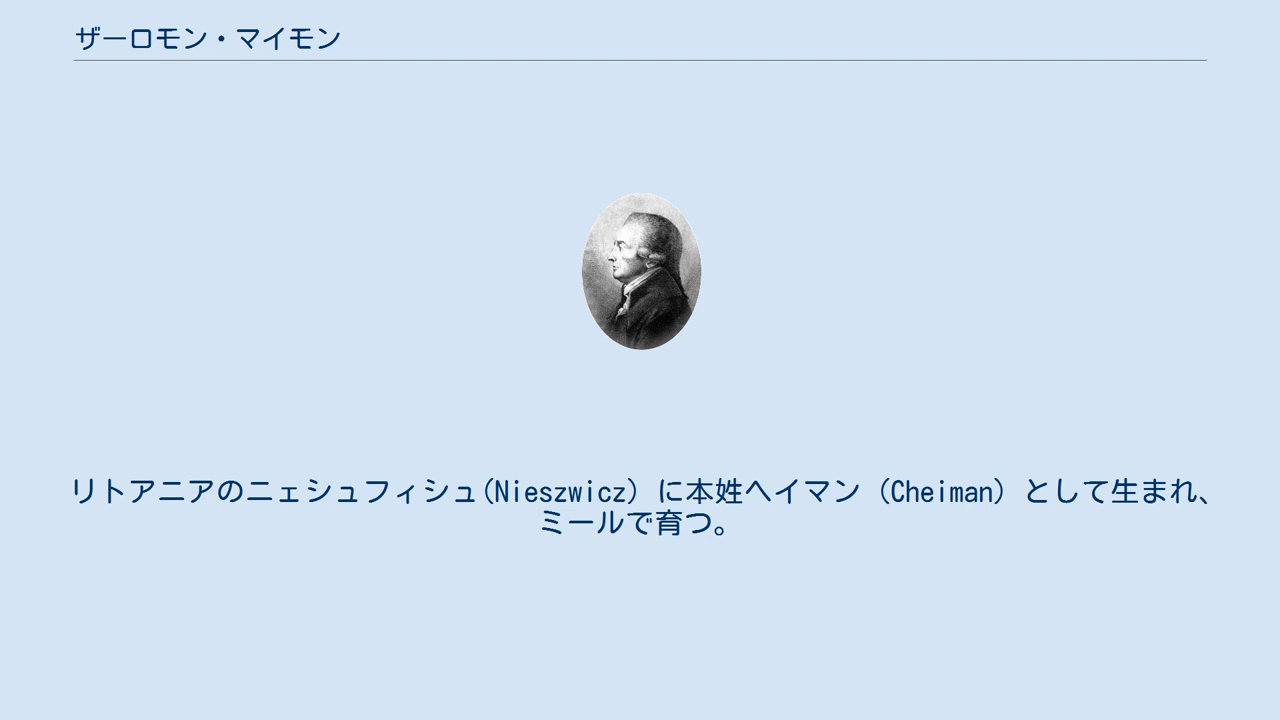 ザーロモン・マイモン
リトアニアのニェシュフィシュ(Nieszwicz）に本姓ヘイマン（Cheiman）として生まれ、
ミールで育つ。